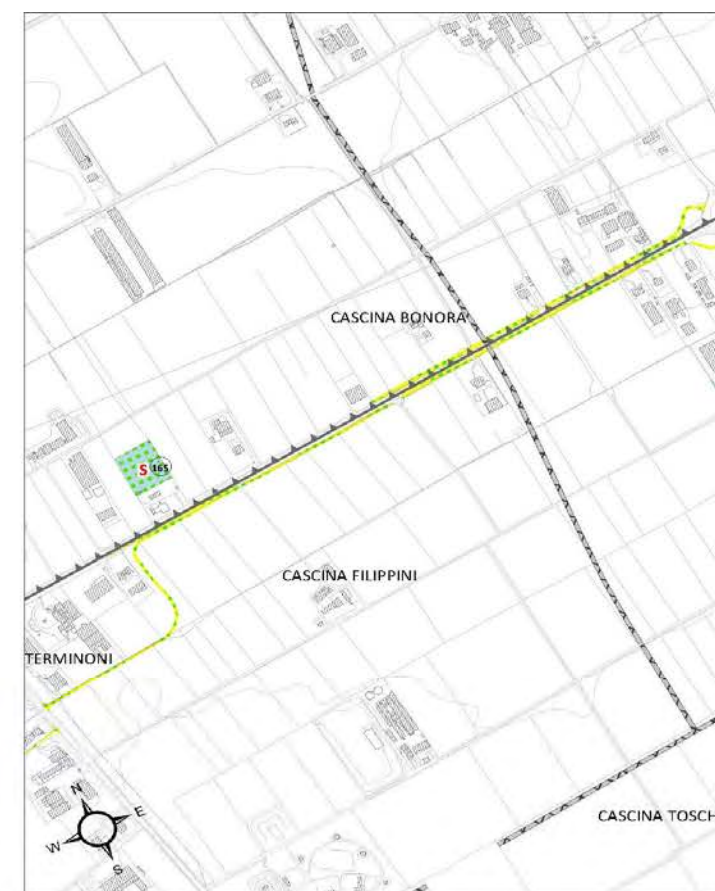 CASCINA BONORA'
S 165
CASCINA FILIPPINI
TERMINONI
CASCINA TOSCH
N
E
W
S